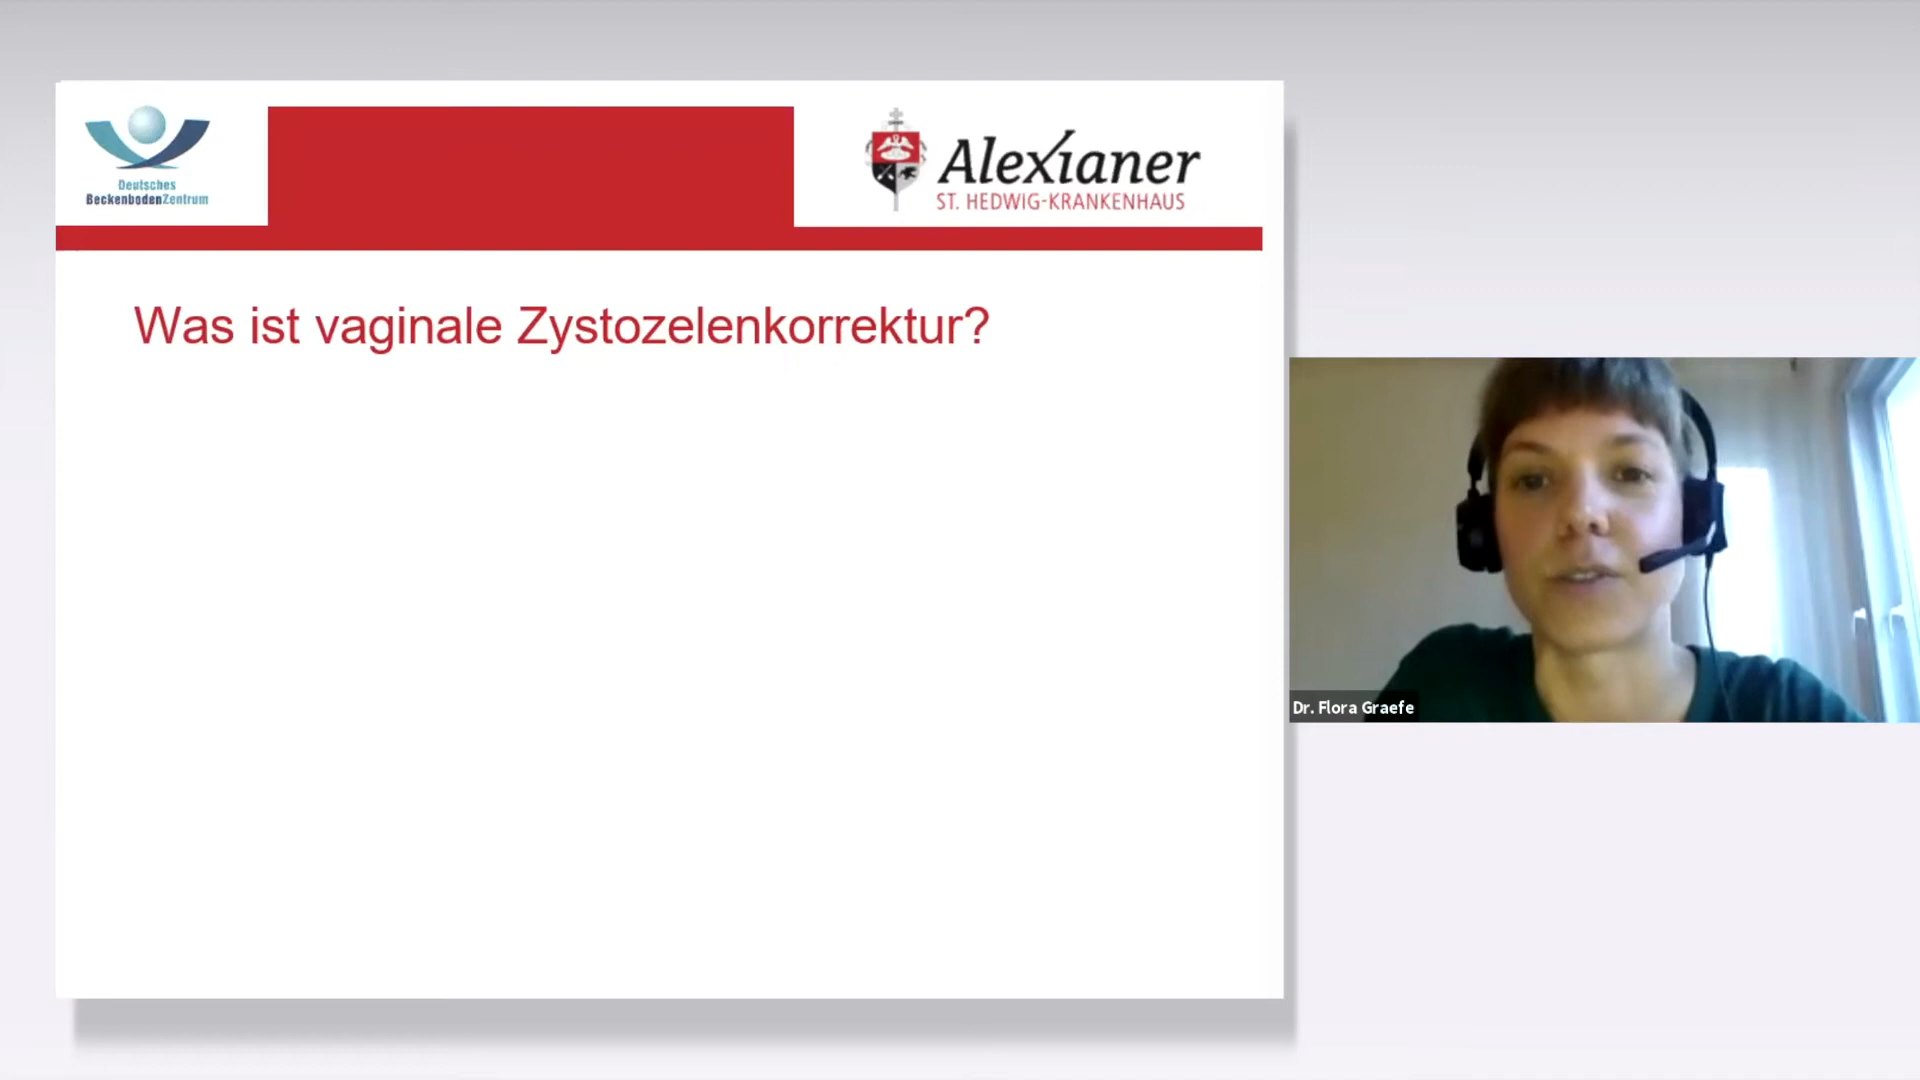 Deutsches
BeckenbodenZentrum
Alexianer
ST. HEDWIG-KRANKENHAUS
Was ist vaginale Zystozelenkorrektur?
Dr. Flora Graefe